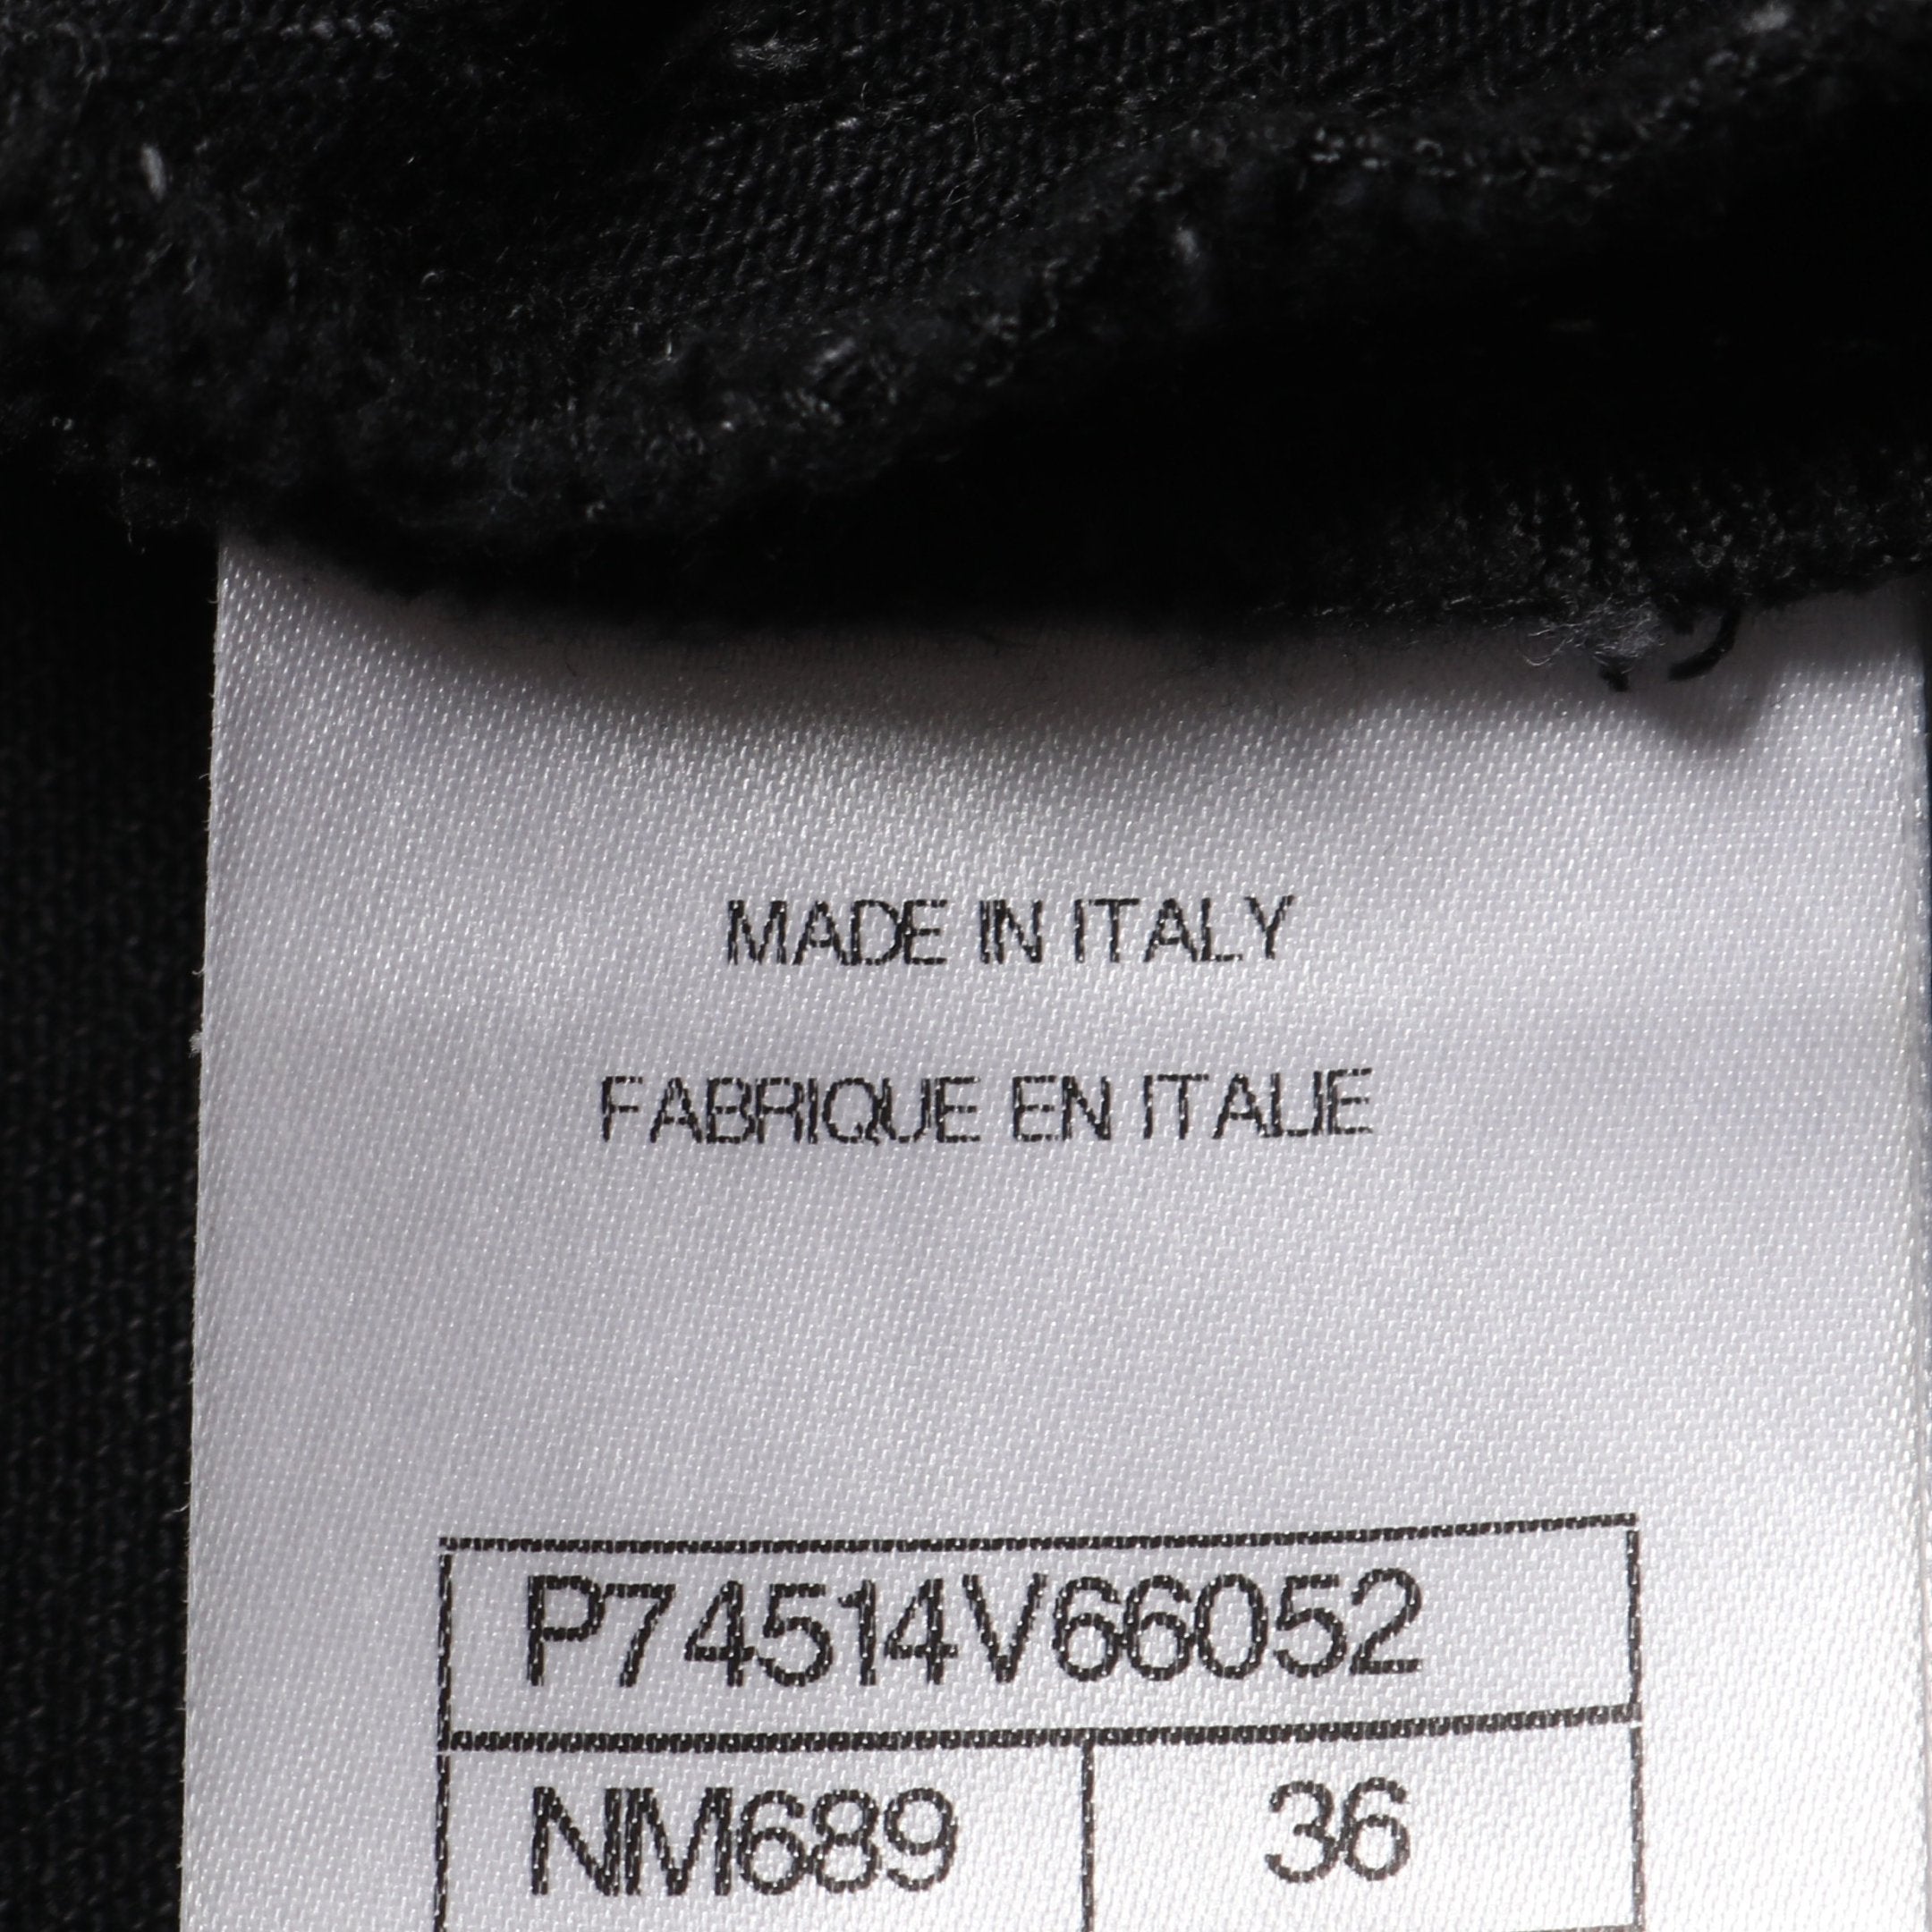 MADE IN ITALY
FABRIQUE EN ITALIE
P74514V66052
NM689 36